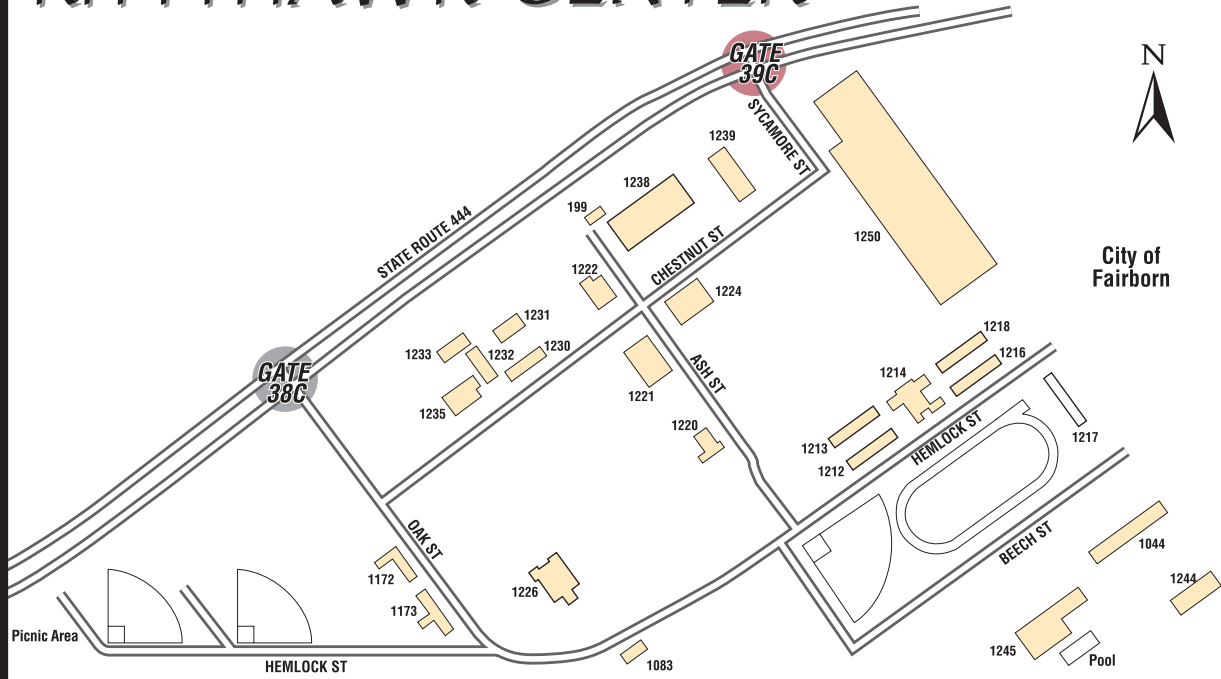 GATE
39C
N
SYCAMORE ST
1239
1238
199
STATE ROUTE 444
CHESTNUT ST
1250
City of
Fairborn
1222
1224
1231
1233
1232
1230
1218
1216
1214
GATE
38C
ASH ST
1235
1221
1220
1213
1212
HEMLOCK ST
1217
OAK ST
BEECH ST
1044
1172
1226
1244
1173
Picnic Area
1245
Pool
HEMLOCK ST
1083